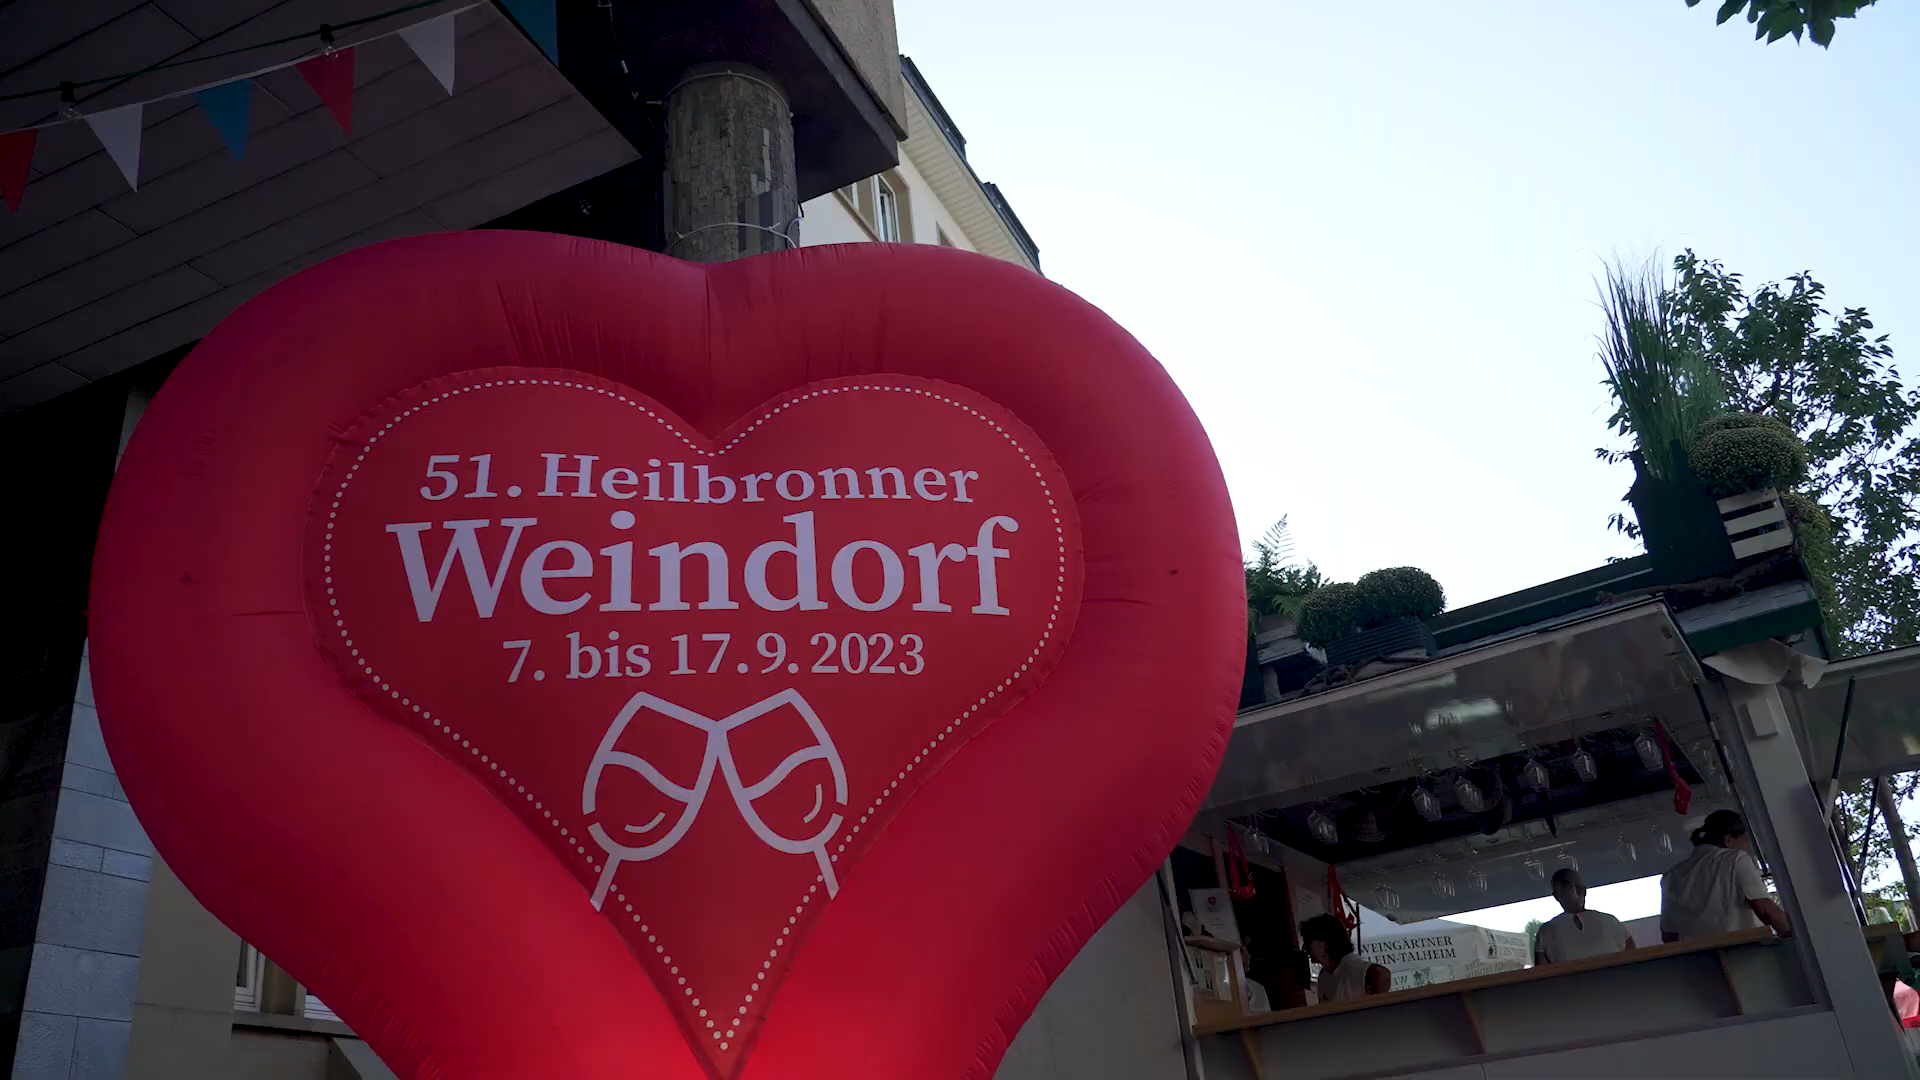 51. Heilbronner
Weindorf
7. bis 17.9.2023
WEINGÄRTNER
LEIN-TALHEIM